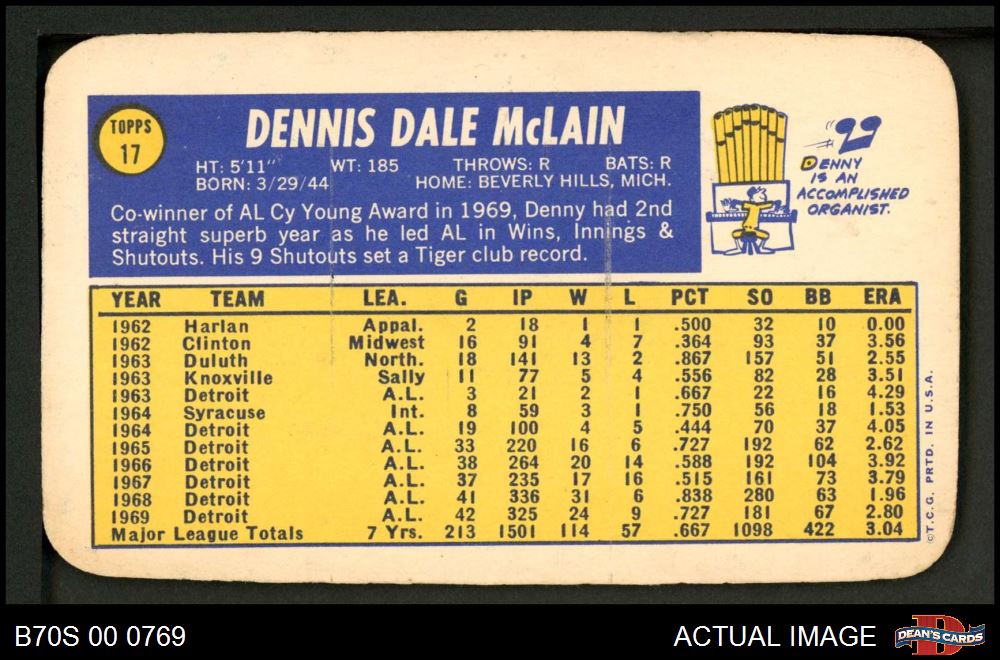 TOPPS
17
DENNIS DALE McLAIN
HT: 5'11" WT: 185 THROWS: R BATS: R
BORN: 3/29/44 HOME: BEVERLY HILLS, MICH.
Co-winner of AL Cy Young Award in 1969, Denny had 2nd
straight superb year as he led AL in Wins, Innings &
Shutouts. His 9 Shutouts set a Tiger club record.
DENNY
IS AN
ACCOMPLISHED
ORGANIST.
YEAR TEAM LEA. G IP W L PCT SO BB ERA
1962 Harlan Appal. 2 18 1 1 .500 32 10 0.00
1962 Clinton Midwest 16 91 4 7 .364 93 37 3.56
1963 Duluth North. 18 141 13 2 .867 157 51 2.55
1963 Knoxville Sally 11 77 5 4 .556 82 28 3.51
1963 Detroit A.L. 3 21 2 1 .667 22 16 4.29
1964 Syracuse Int. 8 59 3 1 .750 56 18 1.53
1964 Detroit A.L. 19 100 4 5 .444 70 37 4.05
1965 Detroit A.L. 33 220 16 6 .727 192 62 2.62
1966 Detroit A.L. 38 264 20 14 .588 192 104 3.92
1967 Detroit A.L. 37 235 17 16 .515 161 73 3.79
1968 Detroit A.L. 41 336 31 6 .838 280 63 1.96
1969 Detroit A.L. 42 325 24 9 .727 181 67 2.80
Major League Totals 7 Yrs. 213 1501 114 57 .667 1098 422 3.04
©T.C.G. PRTD. IN U.S.A.
B70S 00 0769
ACTUAL IMAGE
DEAN'S CARDS